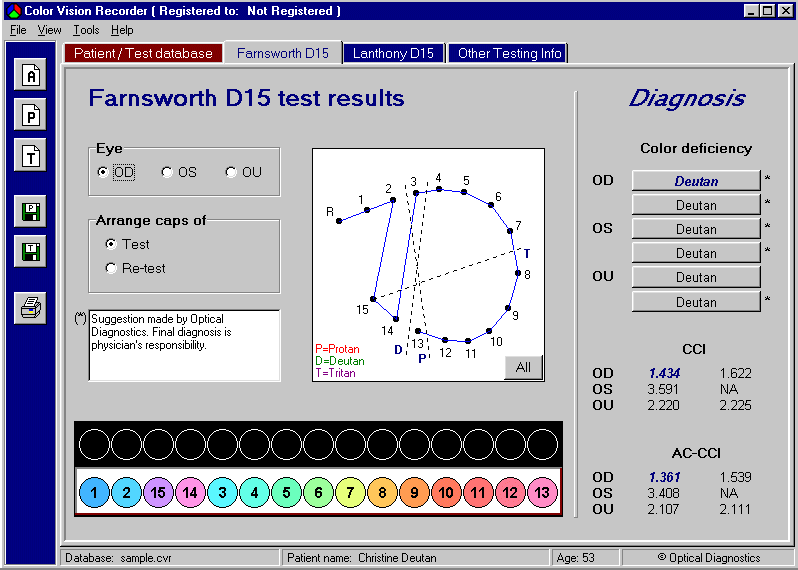 Color Vision Recorder ( Registered to:  Not Registered )
File View Tools Help
Patient / Test database
Farnsworth D15
Lanthony D15
Other Testing Info
A
P
T
P
T
Farnsworth D15 test results
Eye
OD
OS
OU
Arrange caps of
Test
Re-test
(*)
Suggestion made by Optical
Diagnostics. Final diagnosis is
physician's responsibility.
R
1
2
3
4
5
6
7
T
8
9
10
11
12
13
14
15
D
P
P=Protan
D=Deutan
T=Tritan
All
1 2 15 14 3 4 5 6 7 8 9 10 11 12 13
Diagnosis
Color deficiency
OD Deutan *
Deutan
OS Deutan *
Deutan *
OU Deutan
Deutan *
CCI
OD 1.434 1.622
OS 3.591 NA
OU 2.220 2.225
AC-CCI
OD 1.361 1.539
OS 3.408 NA
OU 2.107 2.111
Database: sample.cvr
Patient name: Christine Deutan
Age: 53
© Optical Diagnostics